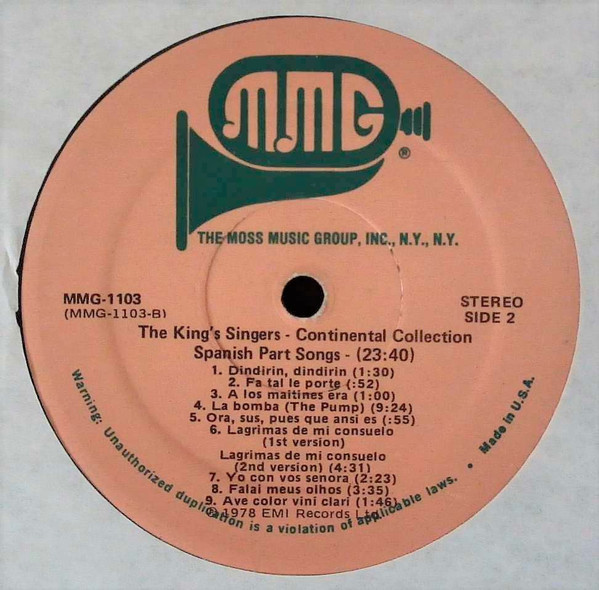 MMG®
THE MOSS MUSIC GROUP, INC., N.Y., N.Y.
MMG-1103
(MMG-1103-B)
STEREO
SIDE 2
The King's Singers - Continental Collection
Spanish Part Songs - (23:40)
1. Dindirin, dindirin (1:30)
2. Fa tal le porte (:52)
3. A los maitines era (1:00)
4. La bomba (The Pump) (9:24)
5. Ora, sus, pues que ansi es (:55)
6. Lagrimas de mi consuelo
(1st version)
Lagrimas de mi consuelo
(2nd version) (4:31)
7. Yo con vos senora (2:23)
8. Falai meus olhos (3:35)
9. Ave color vini clari (1:46)
℗ 1978 EMI Records Ltd.
Warning: Unauthorized duplication is a violation of applicable laws. • Made in U.S.A.